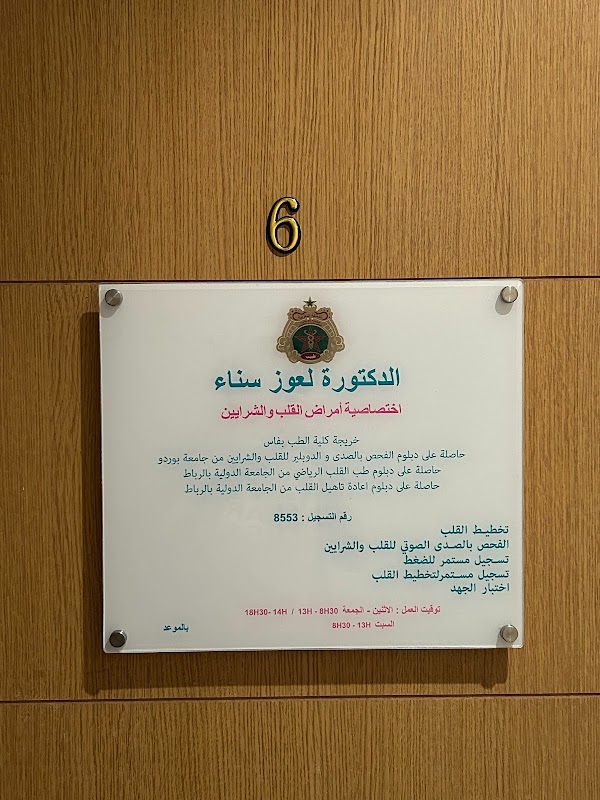 6
طبيب
الدكتورة لعوز سناء
اختصاصية أمراض القلب والشرايين
خريجة كلية الطب بفاس
حاصلة على دبلوم الفحص بالصدى و الدوبلير للقلب والشرايين من جامعة بوردو
حاصلة على دبلوم طب القلب الرياضي من الجامعة الدولية بالرباط
حاصلة على دبلوم اعادة تاهيل القلب من الجامعة الدولية بالرباط
رقم التسجيل : 8553
تخطيط القلب
الفحص بالصدى الصوتي للقلب والشرايين
تسجيل مستمر للضغط
تسجيل مستمرلتخطيط القلب
اختبار الجهد
توقيت العمل : الاثنين - الجمعة 8H30 - 13H / 14H -18H30
السبت 8H30 - 13H
بالموعد